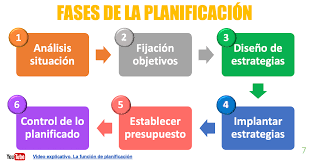 FASES DE LA PLANIFICACIÓN
1
Análisis
situación
2
Fijación
objetivos
3
Diseño de
estrategias
4
Implantar
estrategias
5
Establecer
presupuesto
6
Control de lo
planificado
YouTube Video explicativo. La función de planificación
7